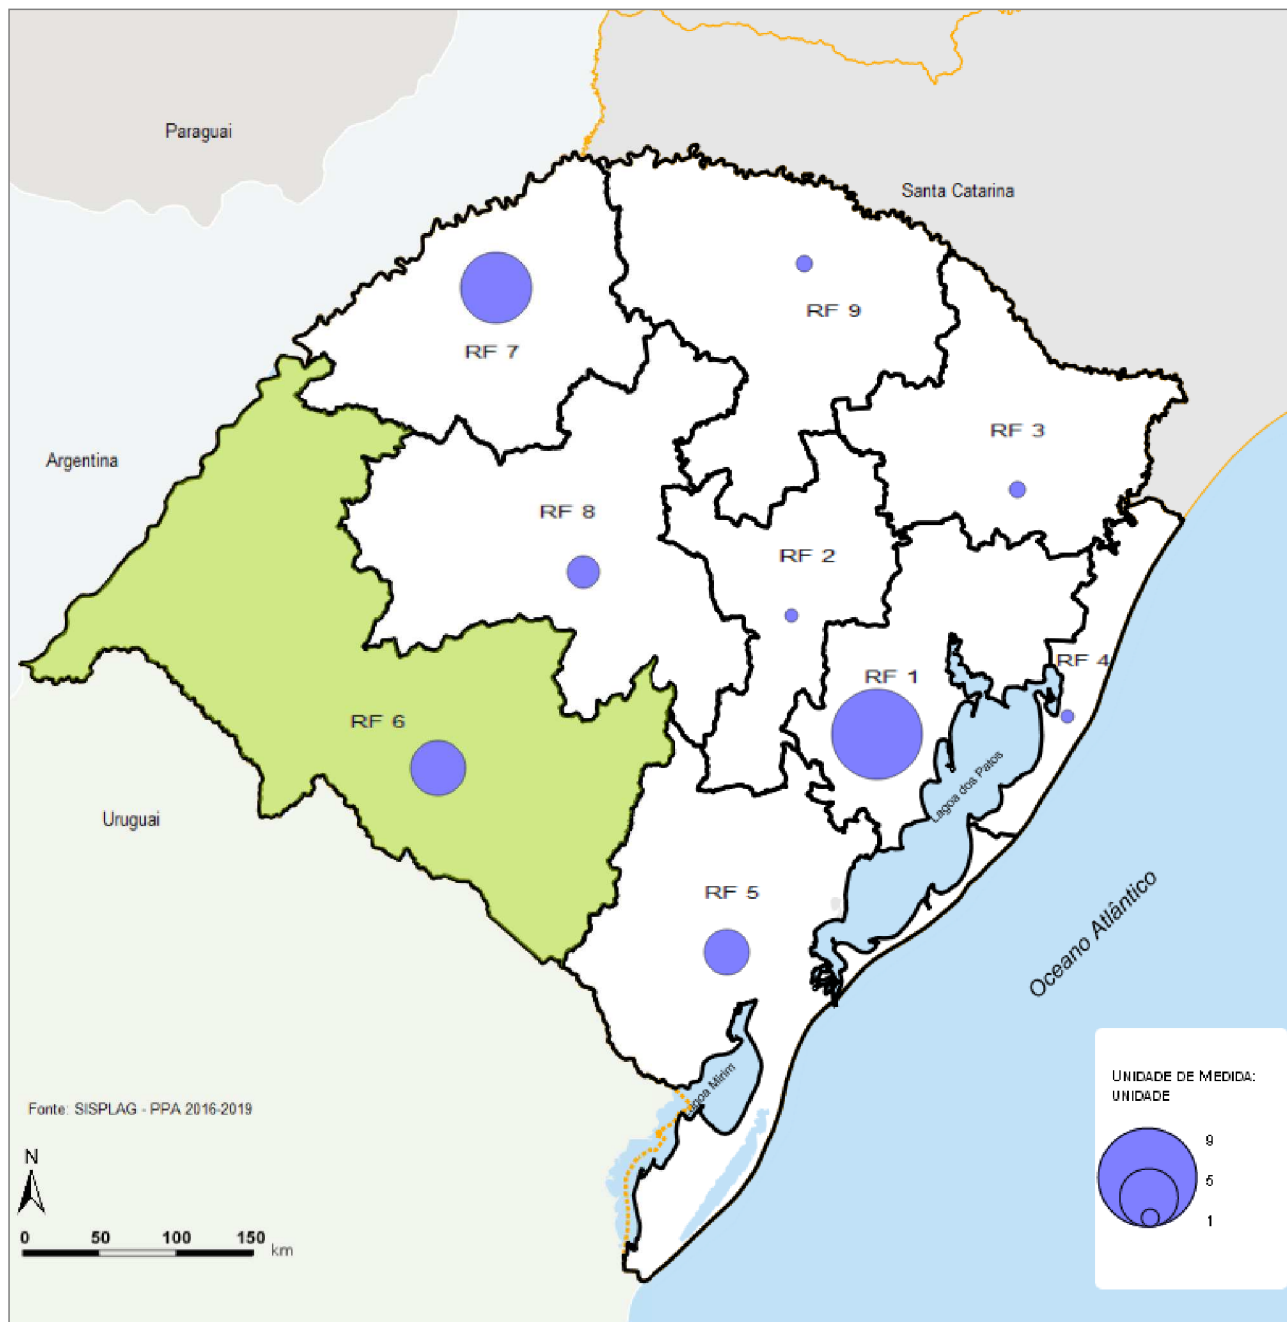 Paraguai
Santa Catarina
RF 9
RF 7
RF 3
Argentina
RF 8
RF 2
RF 4
RF 1
RF 6
Lagoa dos Patos
Uruguai
RF 5
Oceano Atlântico
Lagoa Mirim
UNIDADE DE MEDIDA:
UNIDADE
Fonte: SISPLAG - PPA 2016-2019
9
5
1
N
0 50 100 150
km